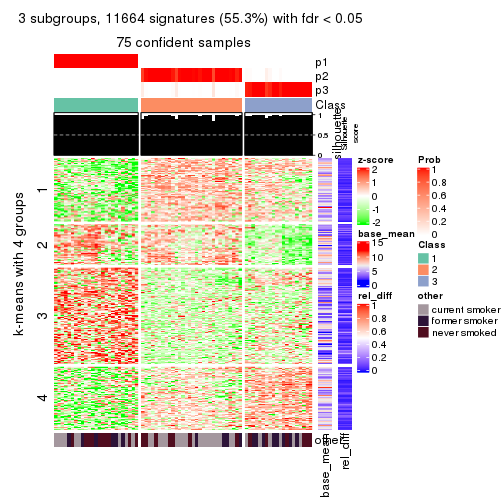 3 subgroups, 11664 signatures (55.3%) with fdr < 0.05
75 confident samples
p1
p2
p3
Class
silhouette
1
0.5
0
Silhouette
score
k-means with 4 groups
1
2
3
4
other
base_mean
rel_diff
z-score
2
1
0
-1
-2
base_mean
15
10
5
0
rel_diff
1
0.8
0.6
0.4
0.2
0
Prob
1
0.8
0.6
0.4
0.2
0
Class
1
2
3
other
current smoker
former smoker
never smoked